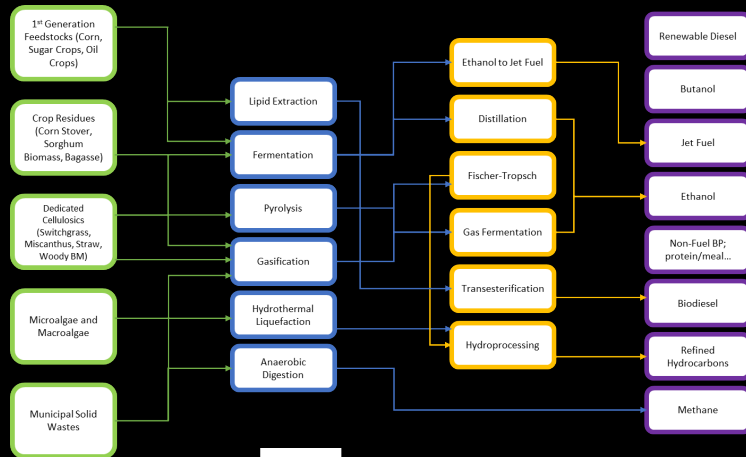 1st Generation
Feedstocks (Corn,
Sugar Crops, Oil
Crops)
Crop Residues
(Corn Stover,
Sorghum
Biomass, Bagasse)
Dedicated
Cellulosics
(Switchgrass,
Miscanthus, Straw,
Woody BM)
Microalgae and
Macroalgae
Municipal Solid
Wastes
Lipid Extraction
Fermentation
Pyrolysis
Gasification
Hydrothermal
Liquefaction
Anaerobic
Digestion
Ethanol to Jet Fuel
Distillation
Fischer-Tropsch
Gas Fermentation
Transesterification
Hydroprocessing
Renewable Diesel
Butanol
Jet Fuel
Ethanol
Non-Fuel BP;
protein/meal...
Biodiesel
Refined
Hydrocarbons
Methane